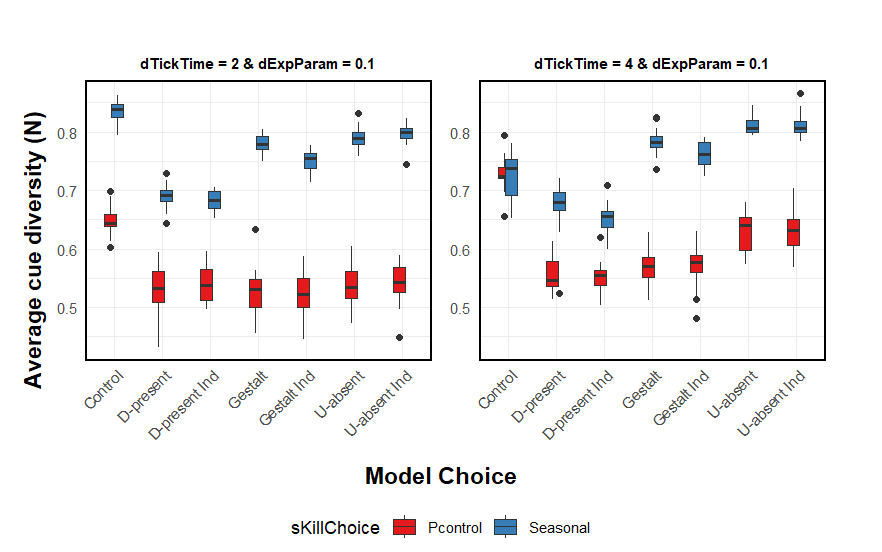 dTickTime = 2 & dExpParam = 0.1
dTickTime = 4 & dExpParam = 0.1
Average cue diversity (N)
0.8
0.7
0.6
0.5
0.8
0.7
0.6
0.5
Control
D-present
D-present Ind
Gestalt
Gestalt Ind
U-absent
U-absent Ind
Control
D-present
D-present Ind
Gestalt
Gestalt Ind
U-absent
U-absent Ind
Model Choice
sKillChoice Pcontrol Seasonal